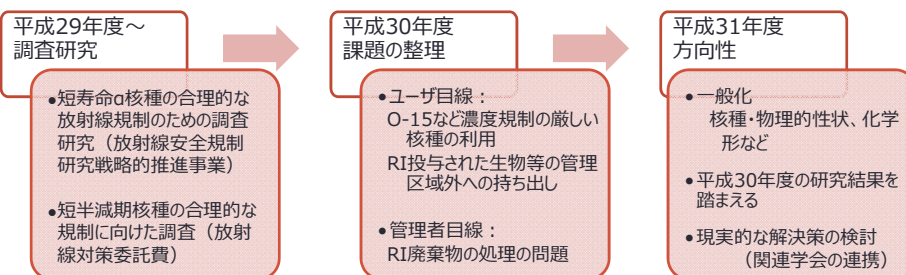 平成29年度～
調査研究
•短寿命α核種の合理的な
放射線規制のための調査
研究（放射線安全規制
研究戦略的推進事業）
•短半減期核種の合理的な
規制に向けた調査（放射
線対策委託費）
平成30年度
課題の整理
•ユーザ目線：
O-15など濃度規制の厳しい
核種の利用
RI投与された生物等の管理
区域外への持ち出し
•管理者目線：
RI廃棄物の処理の問題
平成31年度
方向性
•一般化
核種・物理的性状、化学
形など
•平成30年度の研究結果を
踏まえる
•現実的な解決策の検討
（関連学会の連携）